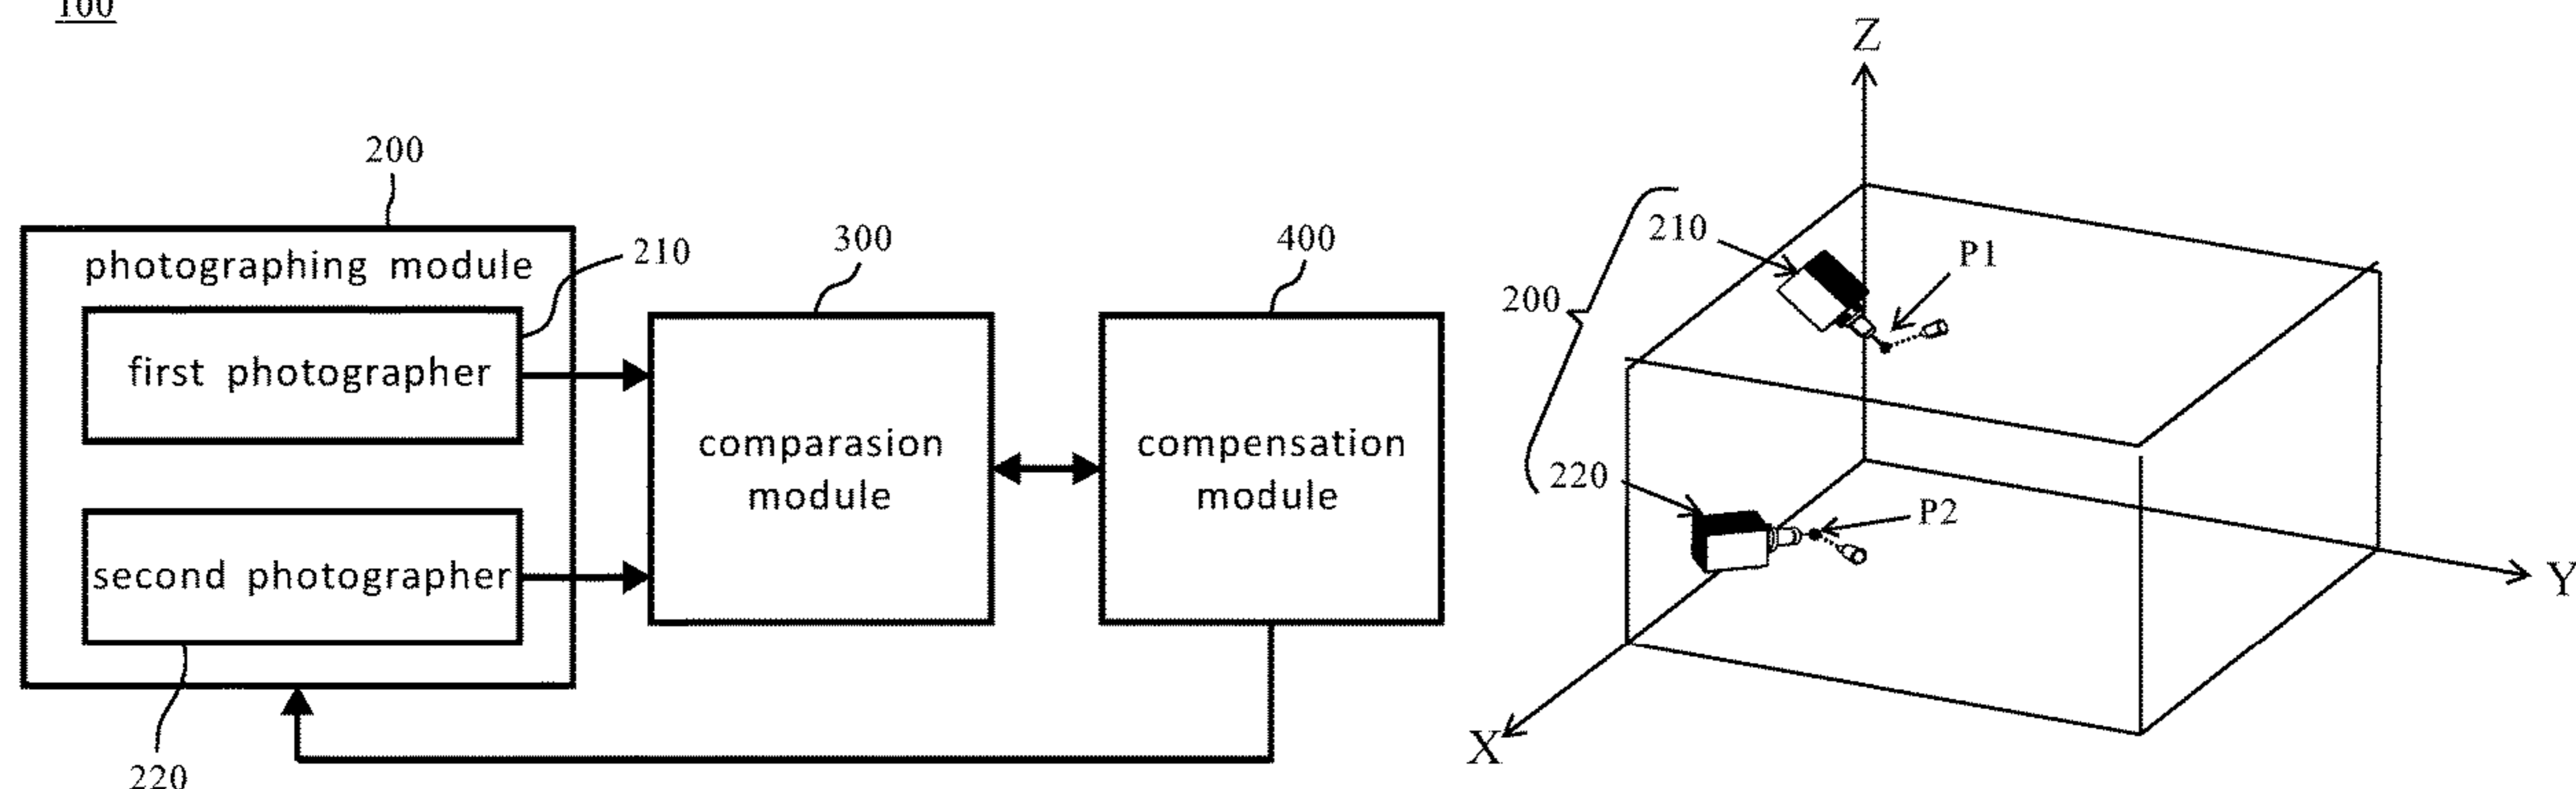 100
200
photographing module
210
first photographer
second photographer
220
300
comparasion
module
400
compensation
module
Z
210
P1
200
220
P2
Y
X